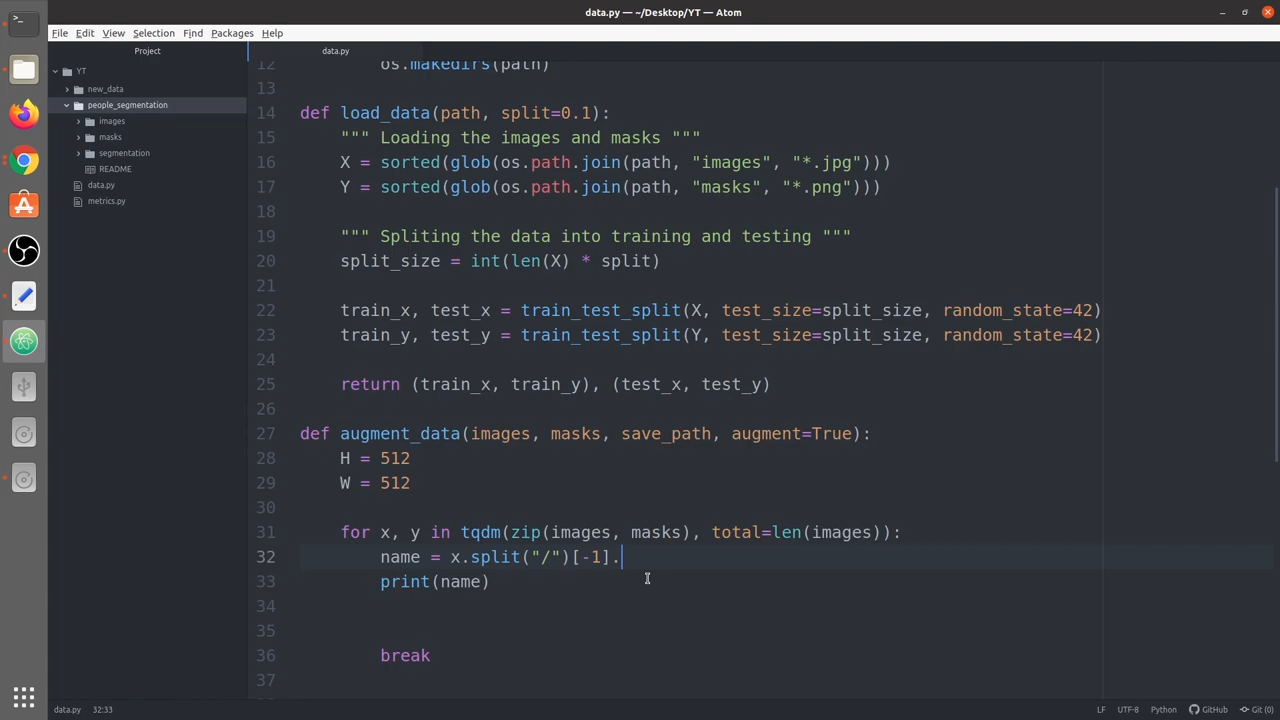 data.py — ~/Desktop/YT — Atom
File Edit View Selection Find Packages Help
Project
data.py
YT
new_data
people_segmentation
images
masks
segmentation
README
data.py
metrics.py
12 os.makedirs(path)
13
14 def load_data(path, split=0.1):
15 """ Loading the images and masks """
16 X = sorted(glob(os.path.join(path, "images", "*.jpg")))
17 Y = sorted(glob(os.path.join(path, "masks", "*.png")))
18
19 """ Spliting the data into training and testing """
20 split_size = int(len(X) * split)
21
22 train_x, test_x = train_test_split(X, test_size=split_size, random_state=42)
23 train_y, test_y = train_test_split(Y, test_size=split_size, random_state=42)
24
25 return (train_x, train_y), (test_x, test_y)
26
27 def augment_data(images, masks, save_path, augment=True):
28 H = 512
29 W = 512
30
31 for x, y in tqdm(zip(images, masks), total=len(images)):
32 name = x.split("/")[-1].
33 print(name)
34
35
36 break
37
data.py 32:33 LF UTF-8 Python GitHub Git (0)